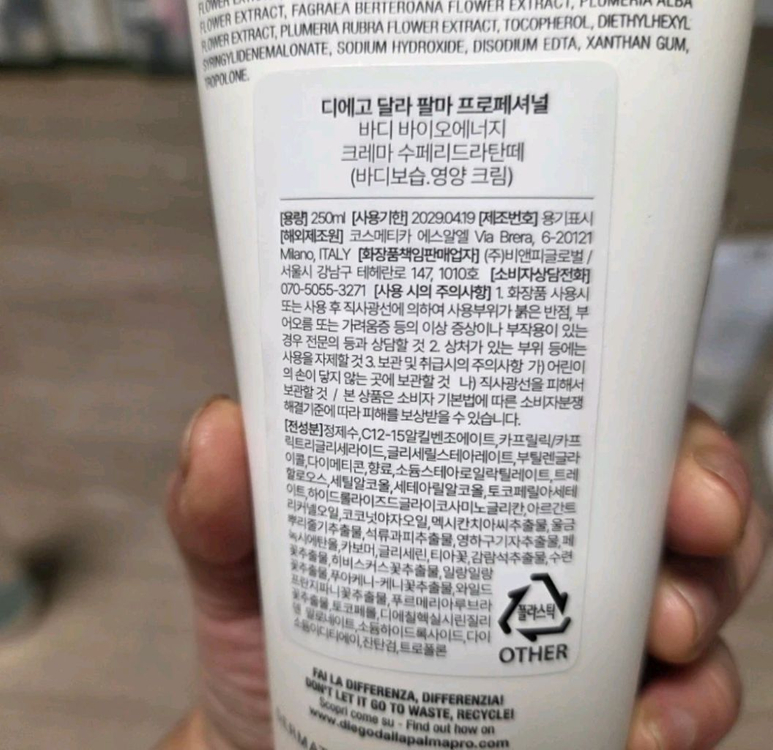 FLOWER EXTRACT, FAGRAEA BERTEROANA FLOWER EXTRACT, PLUMERIA ALBA
FLOWER EXTRACT, PLUMERIA RUBRA FLOWER EXTRACT, TOCOPHEROL, DIETHYLHEXYL
SYRINGYLIDENEMALONATE, SODIUM HYDROXIDE, DISODIUM EDTA, XANTHAN GUM,
TROPOLONE.
디에고 달라 팔마 프로페셔널
바디 바이오에너지
크레마 수페리드라탄떼
(바디보습.영양 크림)
[용량] 250ml [사용기한] 2029.04.19 [제조번호] 용기표시
[해외제조원] 코스메티카 에스알엘 Via Brera, 6-20121
Milano, ITALY [화장품책임판매업자] (주)비앤피글로벌 /
서울시 강남구 테헤란로 147, 1010호 [소비자상담전화]
070-5055-3271 [사용 시의 주의사항] 1. 화장품 사용시
또는 사용 후 직사광선에 의하여 사용부위가 붉은 반점, 부
어오름 또는 가려움증 등의 이상 증상이나 부작용이 있는
경우 전문의 등과 상담할 것 2. 상처가 있는 부위 등에는
사용을 자제할 것 3. 보관 및 취급시의 주의사항 가) 어린이
의 손이 닿지 않는 곳에 보관할 것 나) 직사광선을 피해서
보관할 것 / 본 상품은 소비자 기본법에 따른 소비자분쟁
해결기준에 따라 피해를 보상받을 수 있습니다.
[전성분]정제수,C12-15알킬벤조에이트,카프릴릭/카프
릭트리글리세라이드,글리세릴스테아레이트,부틸렌글라
이콜,다이메티콘,향료,소듐스테아로일락틸레이트,트레
할로오스,세틸알코올,세테아릴알코올,토코페릴아세테
이트,하이드롤라이즈드글라이코사미노글리칸,아르간트
리커넬오일,코코넛야자오일,멕시칸치아씨추출물,울금
뿌리줄기추출물,석류과피추출물,영하구기자추출물,페
녹시에탄올,카보머,글리세린,티아꽃,감람석추출물,수련
꽃추출물,히비스커스꽃추출물,일랑일랑
꽃추출물,푸아케니-케니꽃추출물,와일드
프란지파니꽃추출물,푸르메리아루브라
꽃추출물,토코페롤,디에칠헥실시린질리
덴 말로네이트,소듐하이드록사이드,다이
소듐이디티에이,잔탄검,트로폴론
플라스틱
OTHER
FAI LA DIFFERENZA, DIFFERENZIA!
DON'T LET IT GO TO WASTE, RECYCLE!
Scopri come su - Find out how on
www.diegodallapalmapro.com